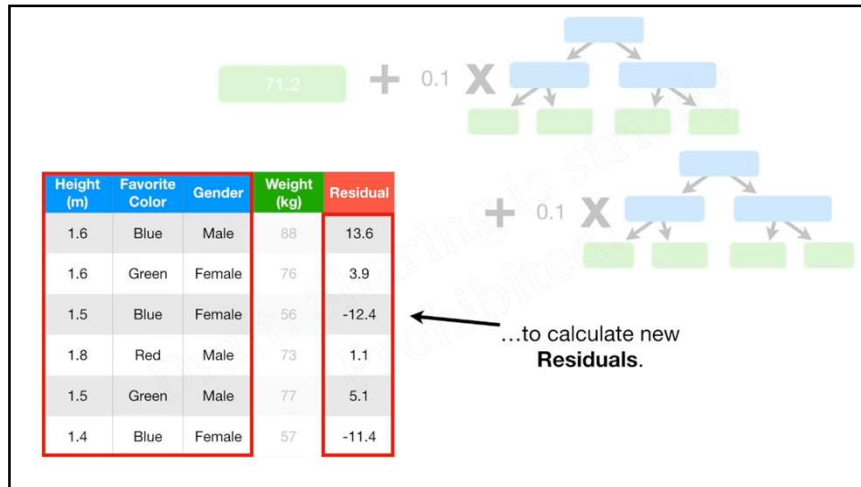 71.2 + 0.1 X
+ 0.1 X
Height (m) Favorite Color Gender Weight (kg) Residual
1.6 Blue Male 88 13.6
1.6 Green Female 76 3.9
1.5 Blue Female 56 -12.4
1.8 Red Male 73 1.1
1.5 Green Male 77 5.1
1.4 Blue Female 57 -11.4
…to calculate new
Residuals.